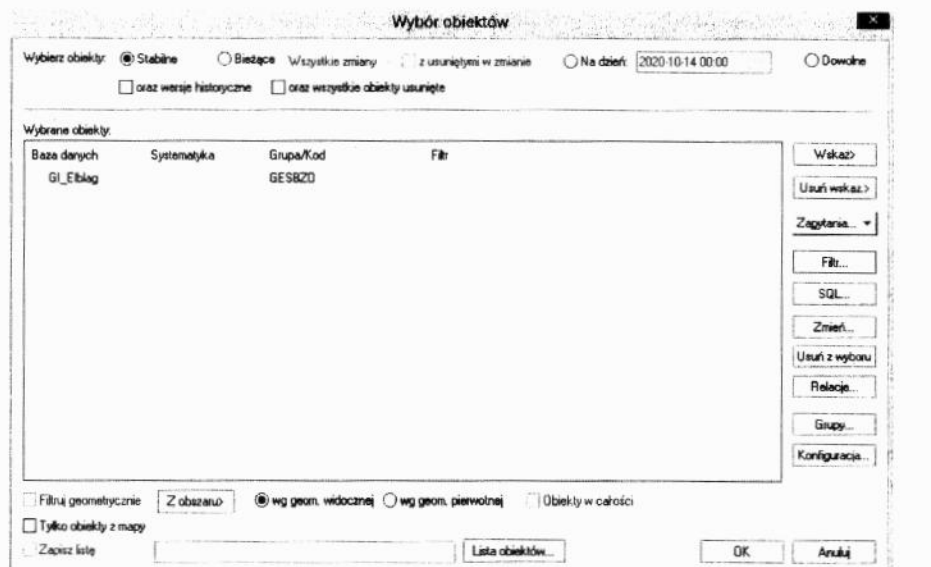 Wybór obiektów
Wybierz obiekty: Stabilne Bieżące Wszystkie zmiany z usuniętymi w zmianie Na dzień: 2020-10-14 00:00 Dowolne
oraz wersje historyczne oraz wszystkie obiekty usunięte
Wybrane obiekty:
Baza danych Systematyka Grupa/Kod Filtr
GI_Elblag GESBZD
Wskaż>
Usuń wskaz.>
Zapytania...
Filtr...
SQL...
Zmień...
Usuń z wyboru
Relacje...
Grupy...
Konfiguracja...
Filtruj geometrycznie Z obszaru> wg geom. widocznej wg geom. pierwotnej Obiekty w całości
Tylko obiekty z mapy
Zapisz listę Lista obiektów... OK Anuluj